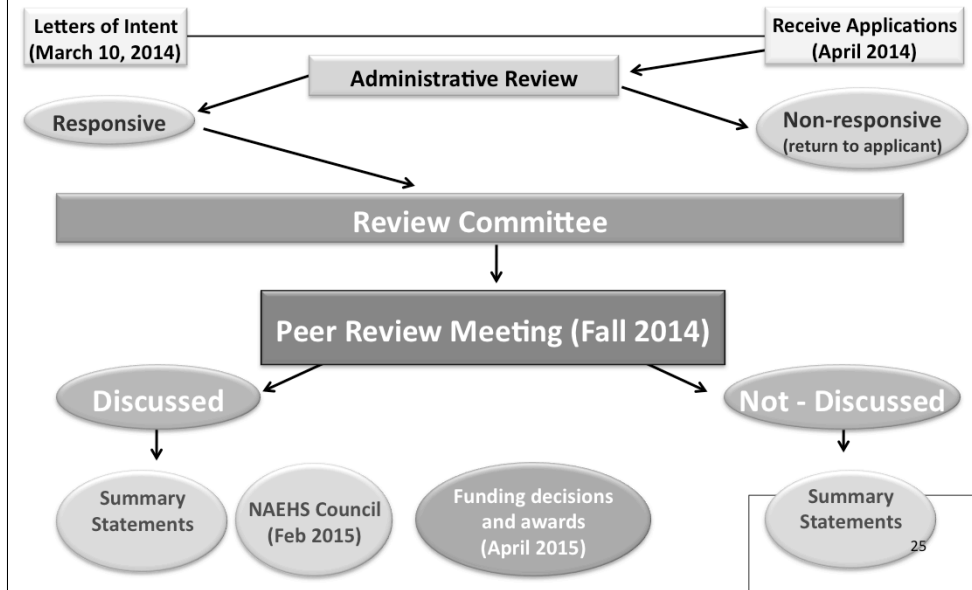 Letters of Intent
(March 10, 2014)
Receive Applications
(April 2014)
Administrative Review
Responsive
Non-responsive
(return to applicant)
Review Committee
Peer Review Meeting (Fall 2014)
Discussed
Not - Discussed
Summary
Statements
NAEHS Council
(Feb 2015)
Funding decisions
and awards
(April 2015)
Summary
Statements
25